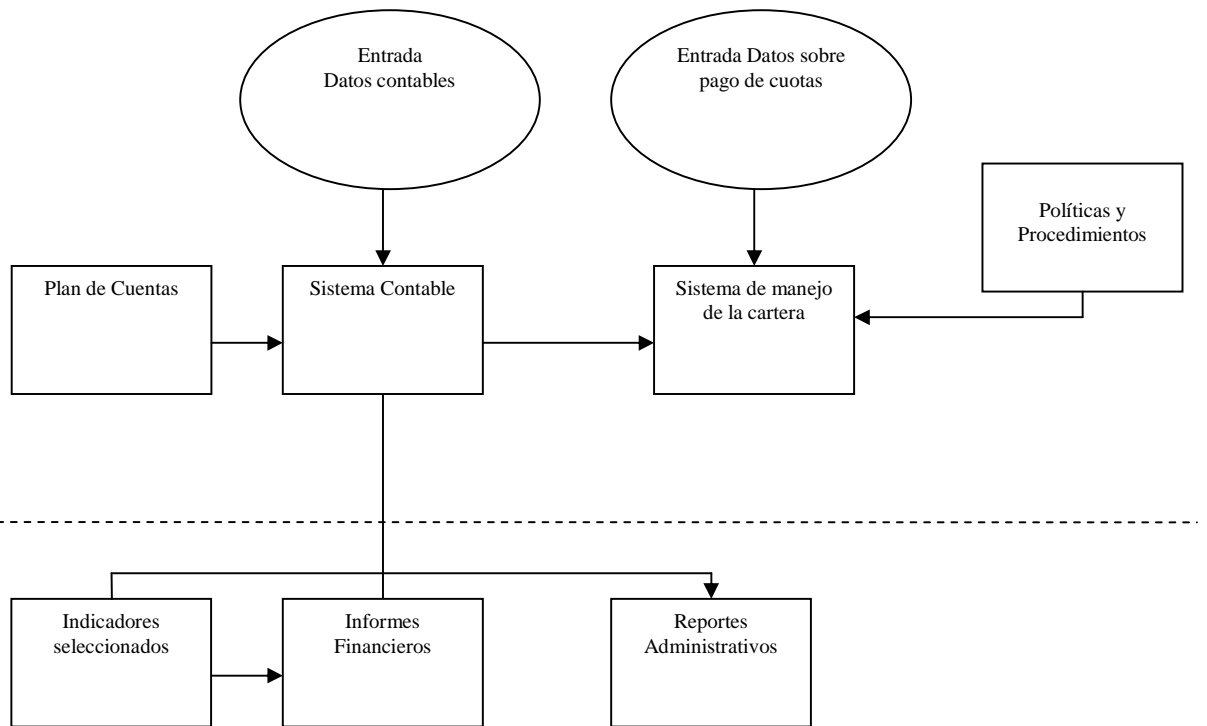 Entrada
Datos contables
Entrada Datos sobre
pago de cuotas
Políticas y
Procedimientos
Plan de Cuentas
Sistema Contable
Sistema de manejo
de la cartera
Indicadores
seleccionados
Informes
Financieros
Reportes
Administrativos